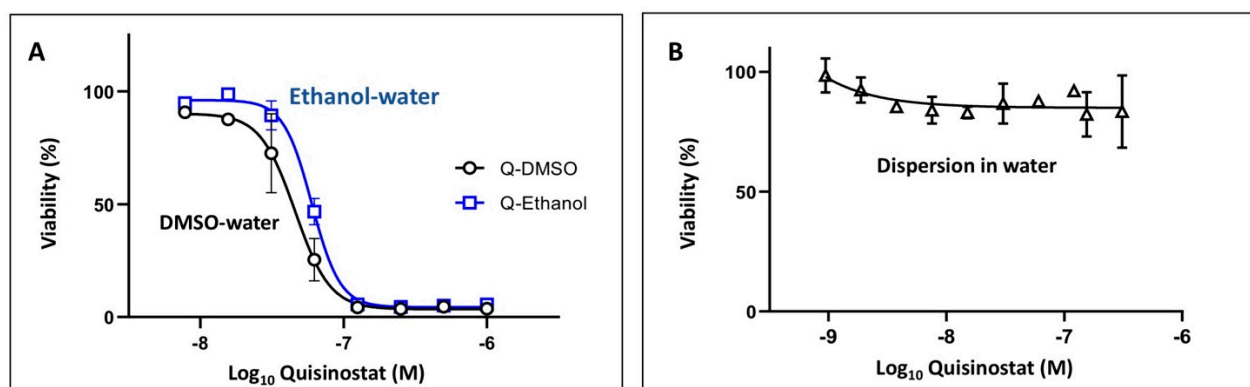 A
Ethanol-water
DMSO-water
Q-DMSO
Q-Ethanol
100
50
0
-8
-7
-6
Viability (%)
Log₁₀ Quisinostat (M)
B
Dispersion in water
100
50
0
-9
-8
-7
-6
Viability (%)
Log₁₀ Quisinostat (M)